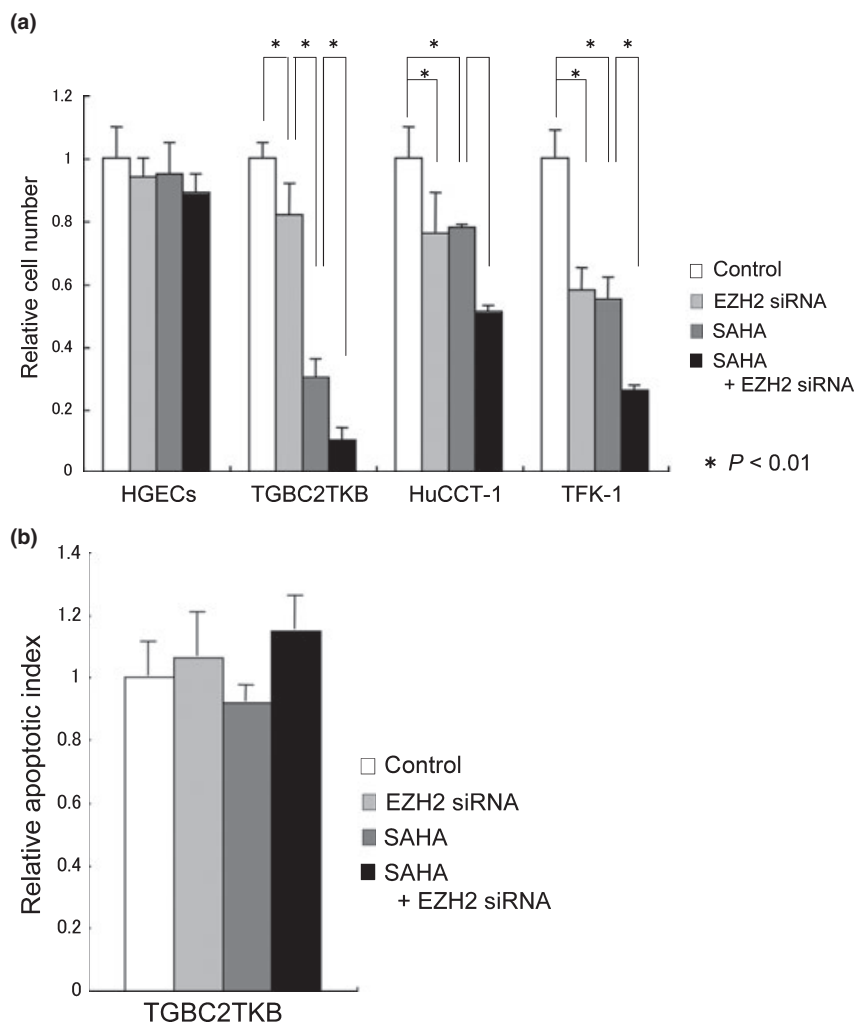 (a)
* * *
* *
* *
* *
1.2
1
0.8
0.6
0.4
0.2
0
Relative cell number
HGECs
TGBC2TKB
HuCCT-1
TFK-1
Control
EZH2 siRNA
SAHA
SAHA
+ EZH2 siRNA
* P < 0.01
(b)
1.4
1.2
1
0.8
0.6
0.4
0.2
0
Relative apoptotic index
TGBC2TKB
Control
EZH2 siRNA
SAHA
SAHA
+ EZH2 siRNA